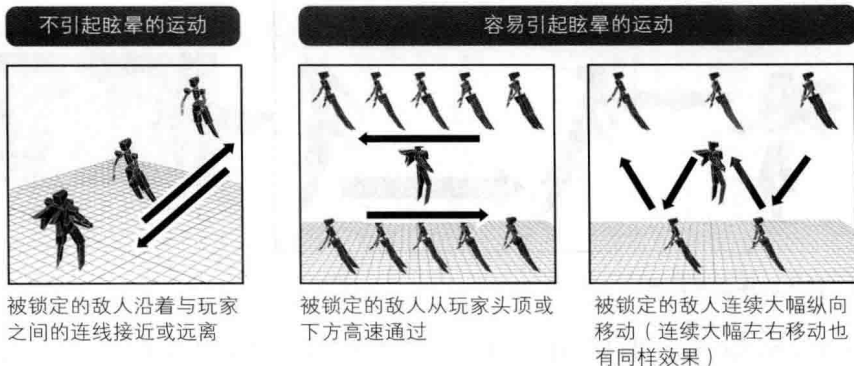 不引起眩晕的运动
容易引起眩晕的运动
被锁定的敌人沿着与玩家
之间的连线接近或远离
被锁定的敌人从玩家头顶或
下方高速通过
被锁定的敌人连续大幅纵向
移动（连续大幅左右移动也
有同样效果）